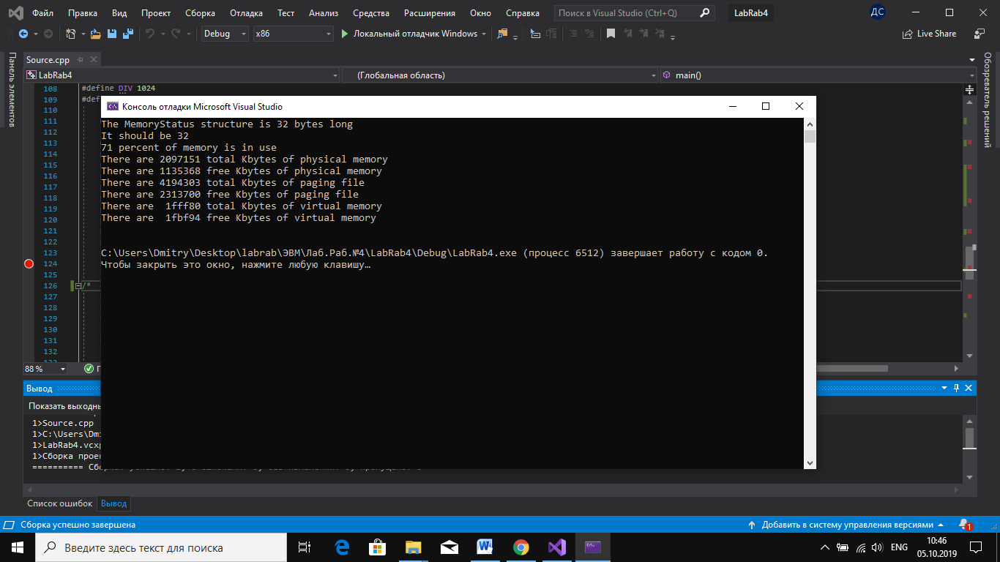 Файл Правка Вид Проект Сборка Отладка Тест Анализ Средства Расширения Окно Справка Поиск в Visual Studio (Ctrl+Q) LabRab4 ДС
Debug x86 Локальный отладчик Windows Live Share
Панель элементов
Обозреватель решений
Source.cpp
LabRab4 (Глобальная область) main()
108 #define DIV 1024
109 #def
110
111
112
113
114
115
116
117
118
119
120
121
122
123
124
125
126 /*
127
128
129
130
131
132
Консоль отладки Microsoft Visual Studio
The MemoryStatus structure is 32 bytes long
It should be 32
71 percent of memory is in use
There are 2097151 total Kbytes of physical memory
There are 1135368 free Kbytes of physical memory
There are 4194303 total Kbytes of paging file
There are 2313700 free Kbytes of paging file
There are  1fff80 total Kbytes of virtual memory
There are  1fbf94 free Kbytes of virtual memory
C:\Users\Dmitry\Desktop\labrab\ЭВМ\Лаб.Раб.№4\LabRab4\Debug\LabRab4.exe (процесс 6512) завершает работу с кодом 0.
Чтобы закрыть это окно, нажмите любую клавишу…
88 %
Вывод
Показать выходны
1>Source.cpp
1>C:\Users\Dmi
1>LabRab4.vcxp
1>Сборка проек
==========
Список ошибок Вывод
Сборка успешно завершена Добавить в систему управления версиями 1
Введите здесь текст для поиска ENG 10:46
05.10.2019